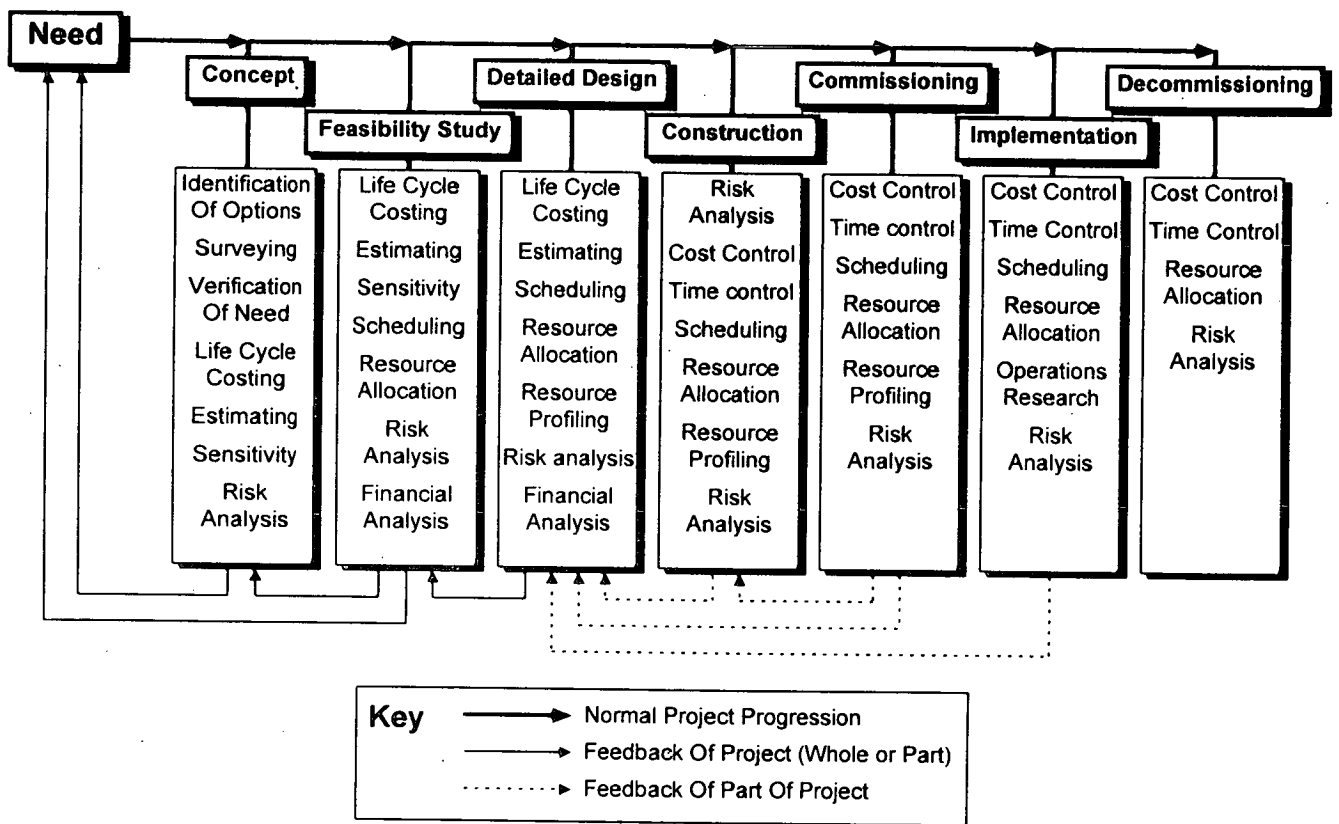 Need
Concept
Detailed Design
Commissioning
Decommissioning
Feasibility Study
Construction
Implementation
Identification
Of Options
Surveying
Verification
Of Need
Life Cycle
Costing
Estimating
Sensitivity
Risk
Analysis
Life Cycle
Costing
Estimating
Sensitivity
Scheduling
Resource
Allocation
Risk
Analysis
Financial
Analysis
Life Cycle
Costing
Estimating
Scheduling
Resource
Allocation
Resource
Profiling
Risk analysis
Financial
Analysis
Risk
Analysis
Cost Control
Time control
Scheduling
Resource
Allocation
Resource
Profiling
Risk
Analysis
Cost Control
Time control
Scheduling
Resource
Allocation
Resource
Profiling
Risk
Analysis
Cost Control
Time Control
Scheduling
Resource
Allocation
Operations
Research
Risk
Analysis
Cost Control
Time Control
Resource
Allocation
Risk
Analysis
Key
Normal Project Progression
Feedback Of Project (Whole or Part)
Feedback Of Part Of Project